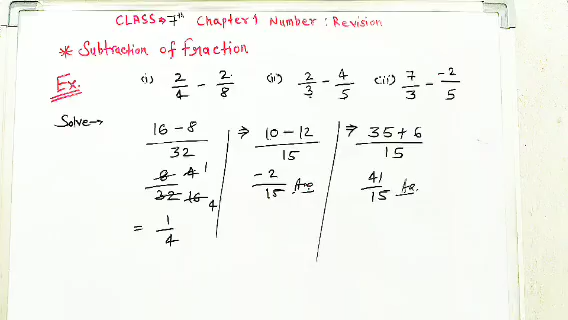 CLASS→7th Chapter 1 Number : Revision
* Subtraction of Fraction
Ex. (i) 2/4 - 2/8 (ii) 2/3 - 4/5 (iii) 7/3 - -2/5
Solve→
16-8/32 ⇒ 10-12/15 ⇒ 35+6/15
8/32 4/16 1/4 -2/15 Ans 41/15 Ans.
= 1/4